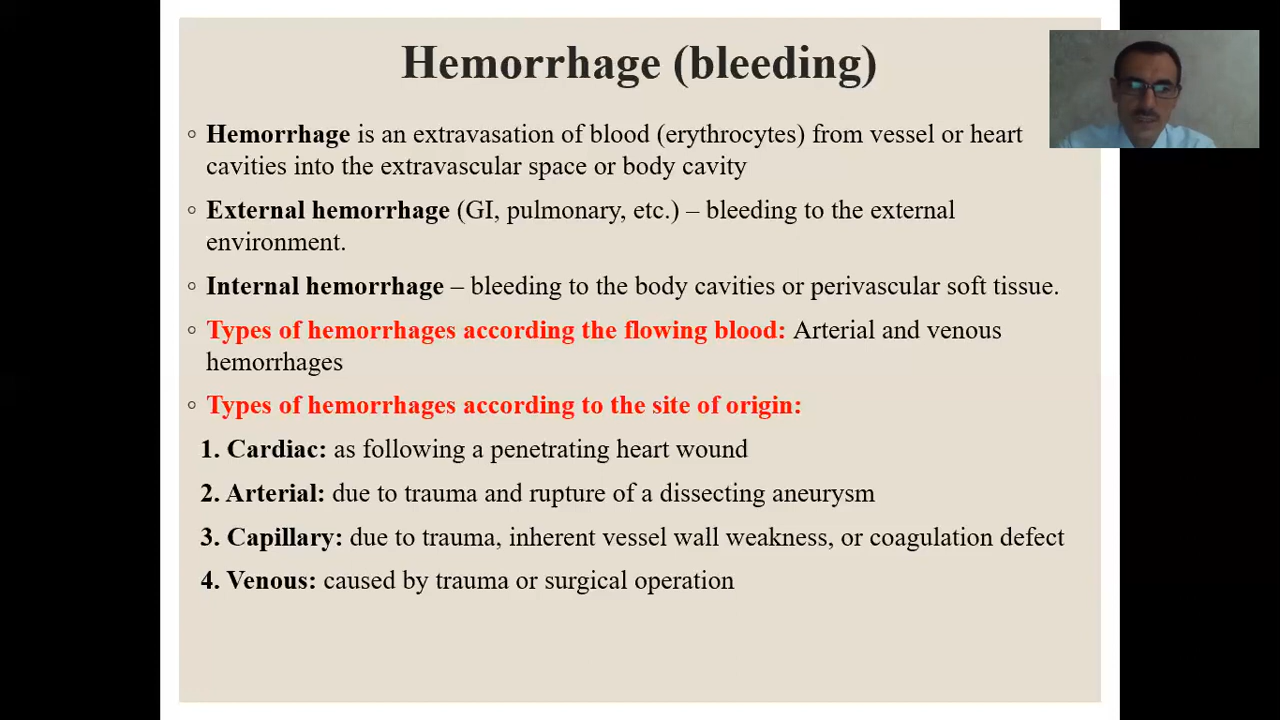 Hemorrhage (bleeding)
◦ Hemorrhage is an extravasation of blood (erythrocytes) from vessel or heart
cavities into the extravascular space or body cavity
◦ External hemorrhage (GI, pulmonary, etc.) – bleeding to the external
environment.
◦ Internal hemorrhage – bleeding to the body cavities or perivascular soft tissue.
◦ Types of hemorrhages according the flowing blood: Arterial and venous
hemorrhages
◦ Types of hemorrhages according to the site of origin:
1. Cardiac: as following a penetrating heart wound
2. Arterial: due to trauma and rupture of a dissecting aneurysm
3. Capillary: due to trauma, inherent vessel wall weakness, or coagulation defect
4. Venous: caused by trauma or surgical operation